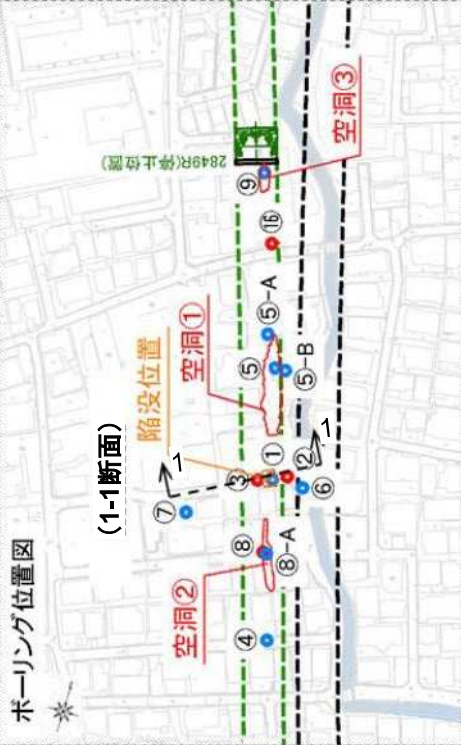 ボーリング位置図
(1-1断面)
陥没位置
空洞①
空洞②
空洞③
2849R(停止位置)
④
⑧
⑧-A
⑦
1
③
①
②
1
⑥
⑤
⑤-A
⑤-B
⑯
⑨